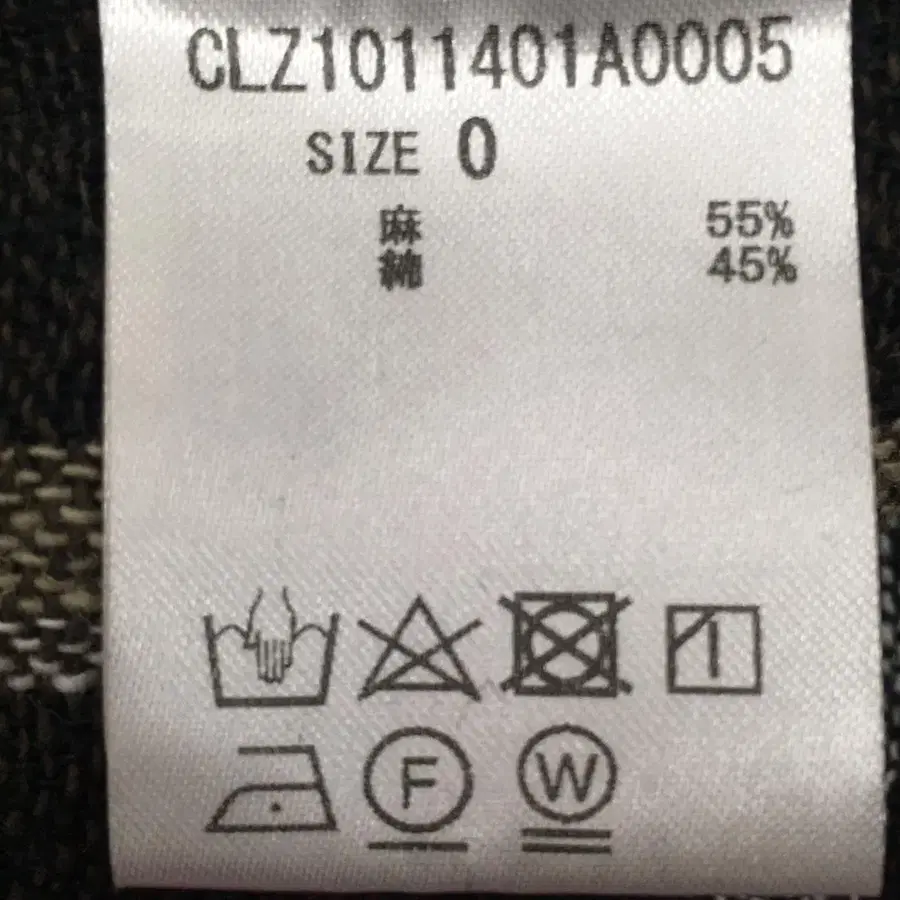 CLZ1011401A0005
SIZE 0
麻 55%
綿 45%
F W